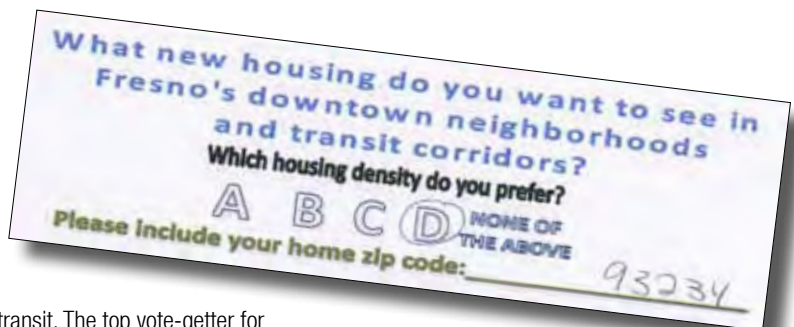 What new housing do you want to see in
Fresno's downtown neighborhoods
and transit corridors?
Which housing density do you prefer?
A B C D NONE OF
THE ABOVE
Please include your home zip code: 93234
transit. The top vote-getter for